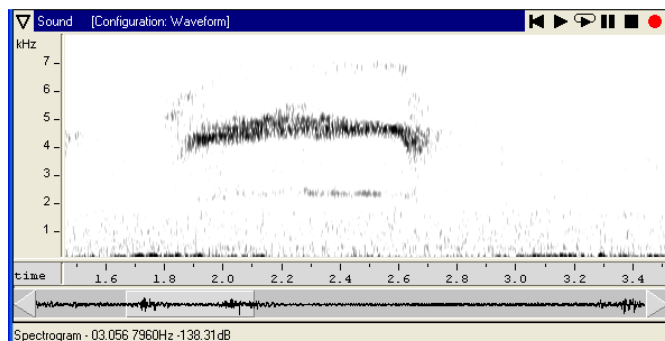 Sound [Configuration: Waveform]
kHz
7
6
5
4
3
2
1
time 1.6 1.8 2.0 2.2 2.4 2.6 2.8 3.0 3.2 3.4
Spectrogram - 03.056 7960Hz -138.31dB